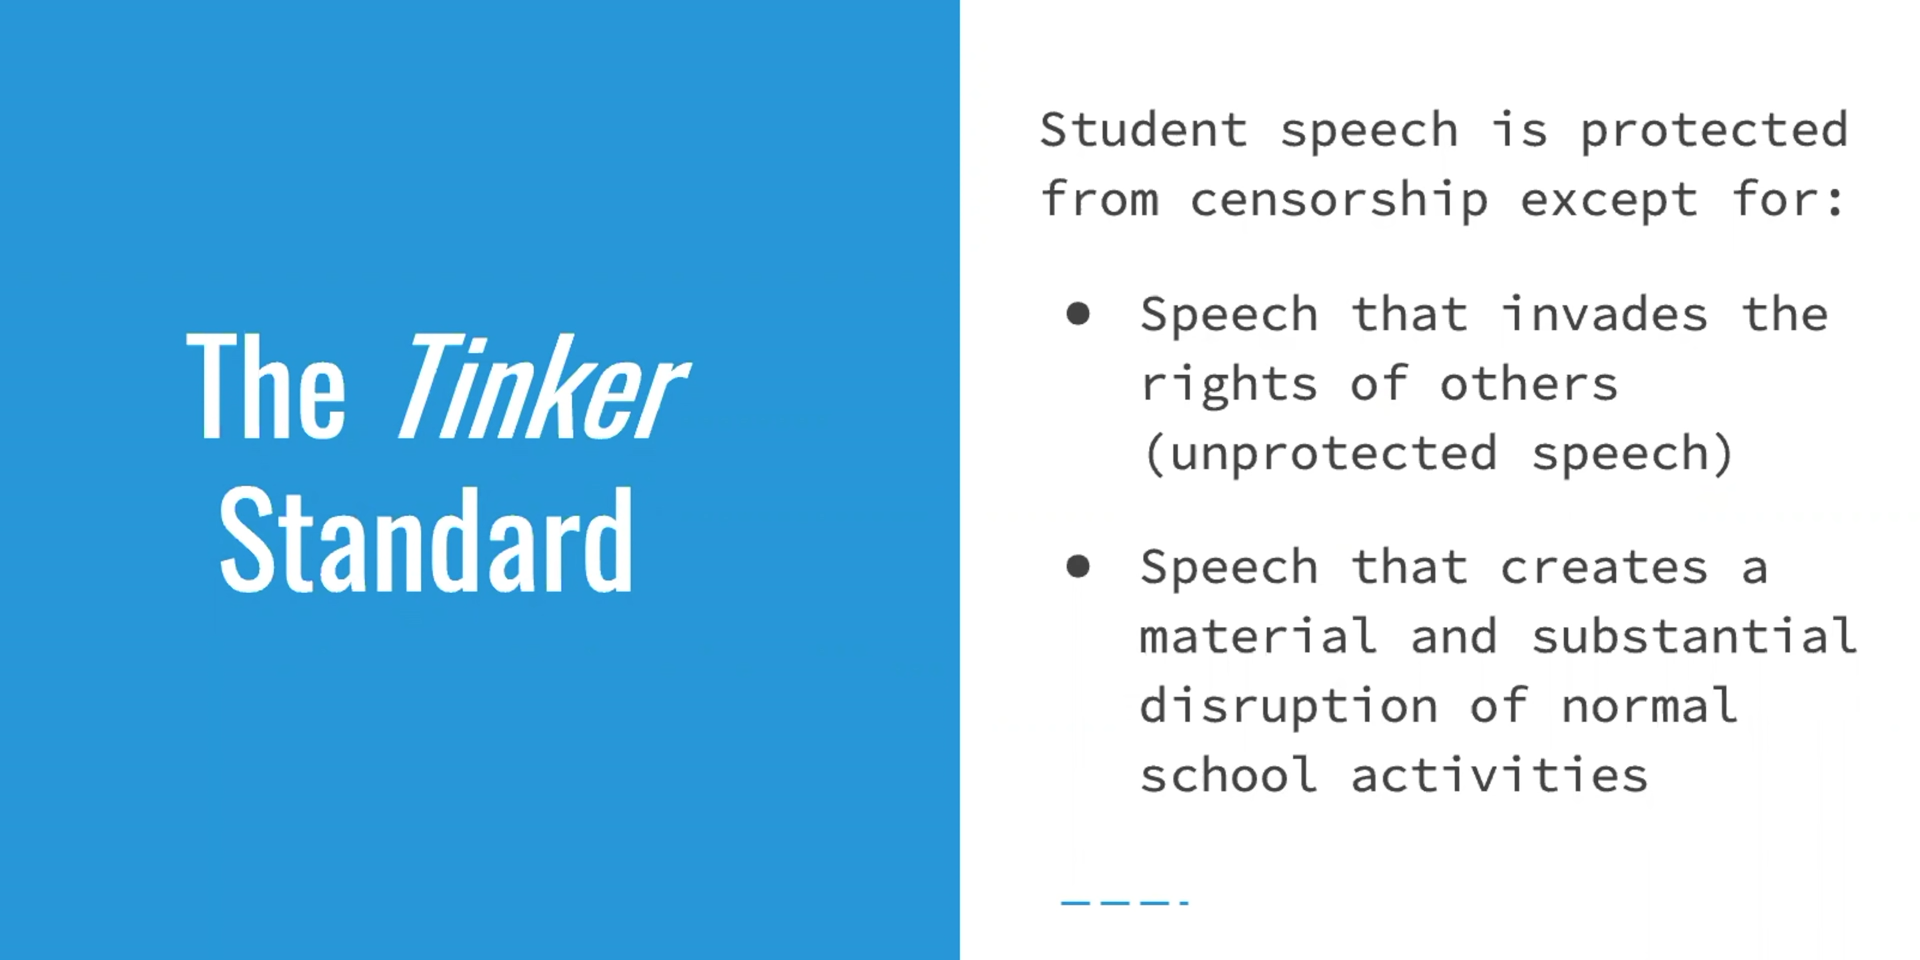 The Tinker
Standard
Student speech is protected
from censorship except for:
● Speech that invades the
rights of others
(unprotected speech)
● Speech that creates a
material and substantial
disruption of normal
school activities